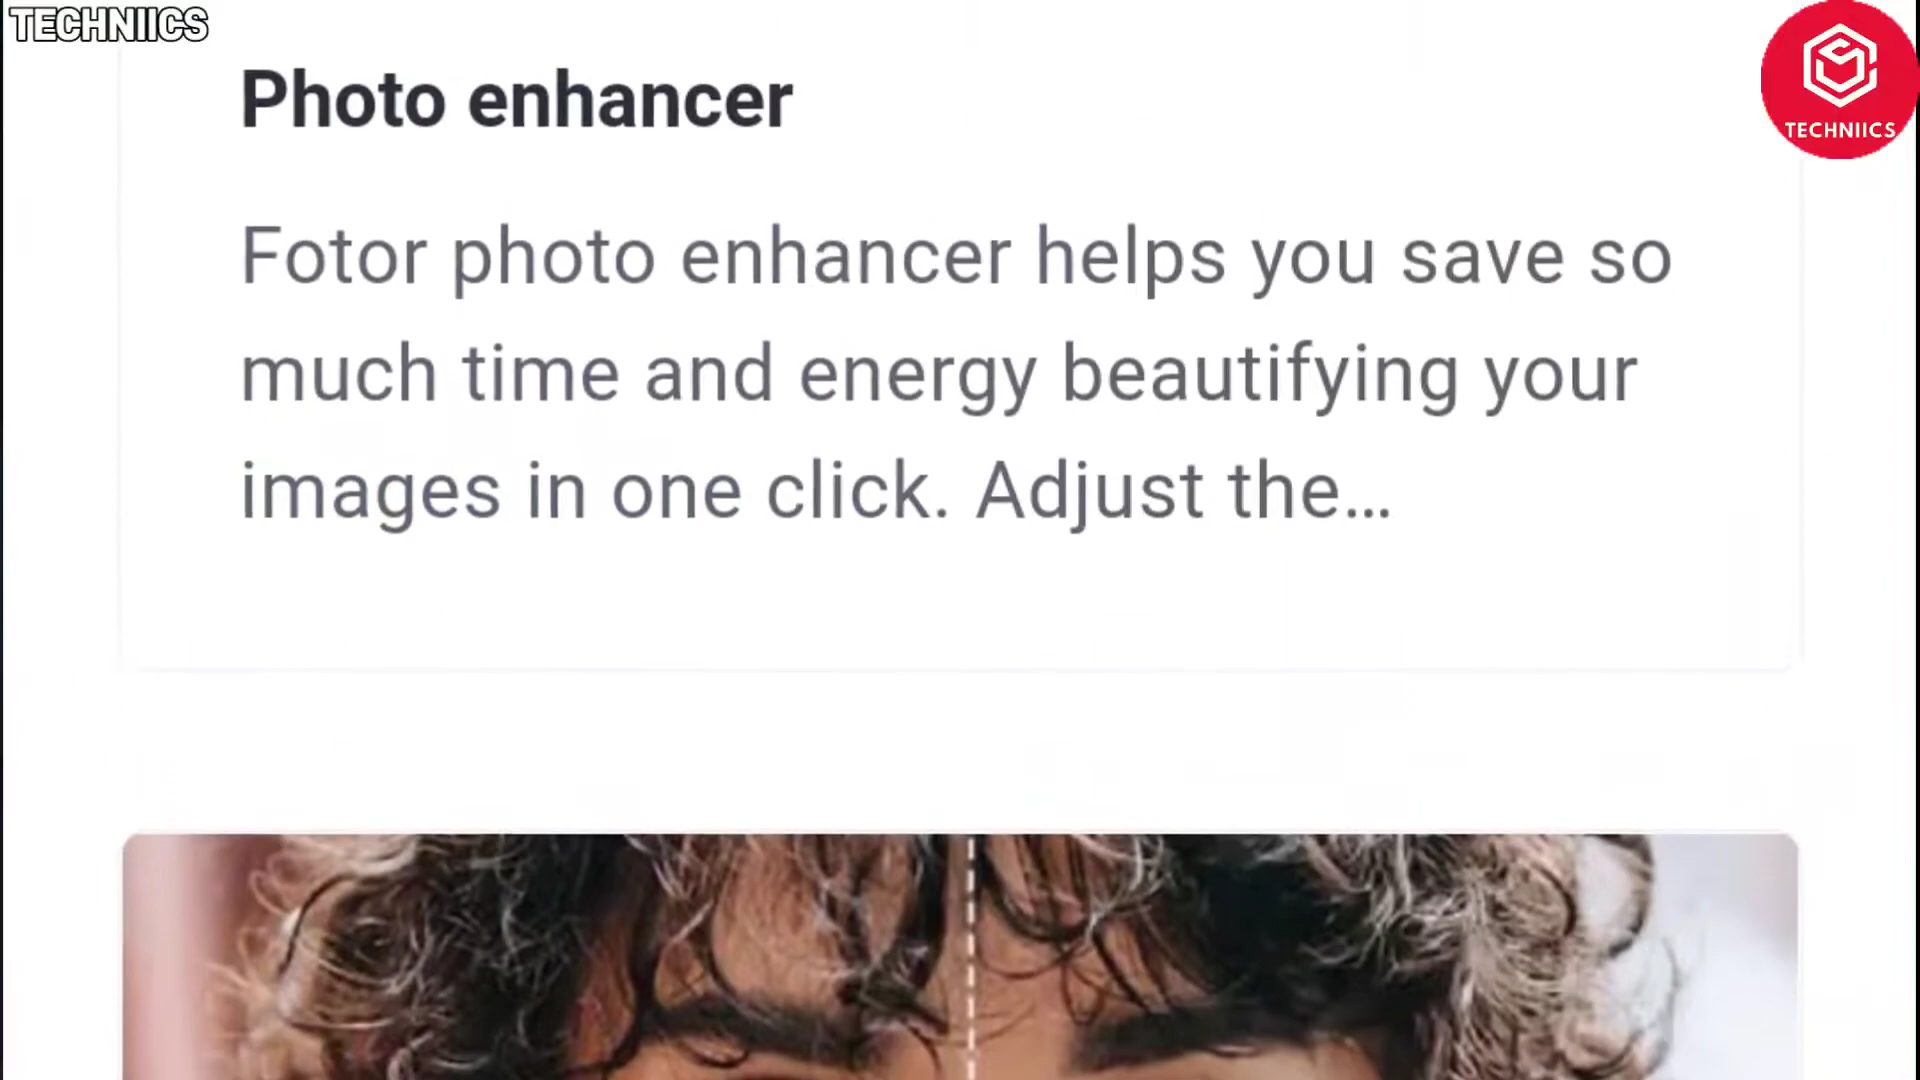 TECHNIICS
TECHNIICS
Photo enhancer
Fotor photo enhancer helps you save so
much time and energy beautifying your
images in one click. Adjust the...